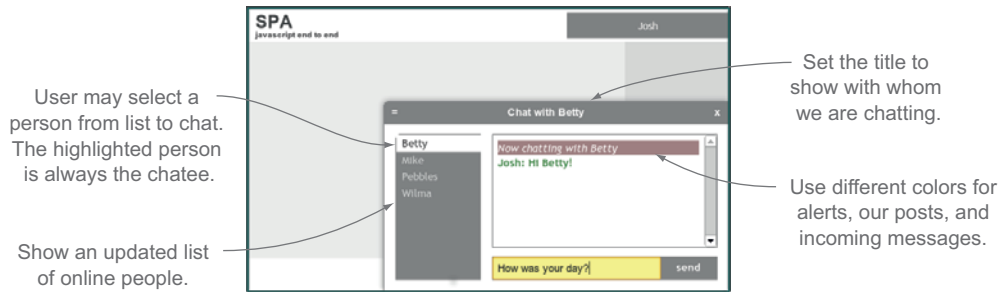 SPA
javascript end to end
Josh
User may select a
person from list to chat.
The highlighted person
is always the chatee.
Show an updated list
of online people.
=
Chat with Betty
x
Betty
Mike
Pebbles
Wilma
Now chatting with Betty
Josh: Hi Betty!
How was your day?
send
Set the title to
show with whom
we are chatting.
Use different colors for
alerts, our posts, and
incoming messages.